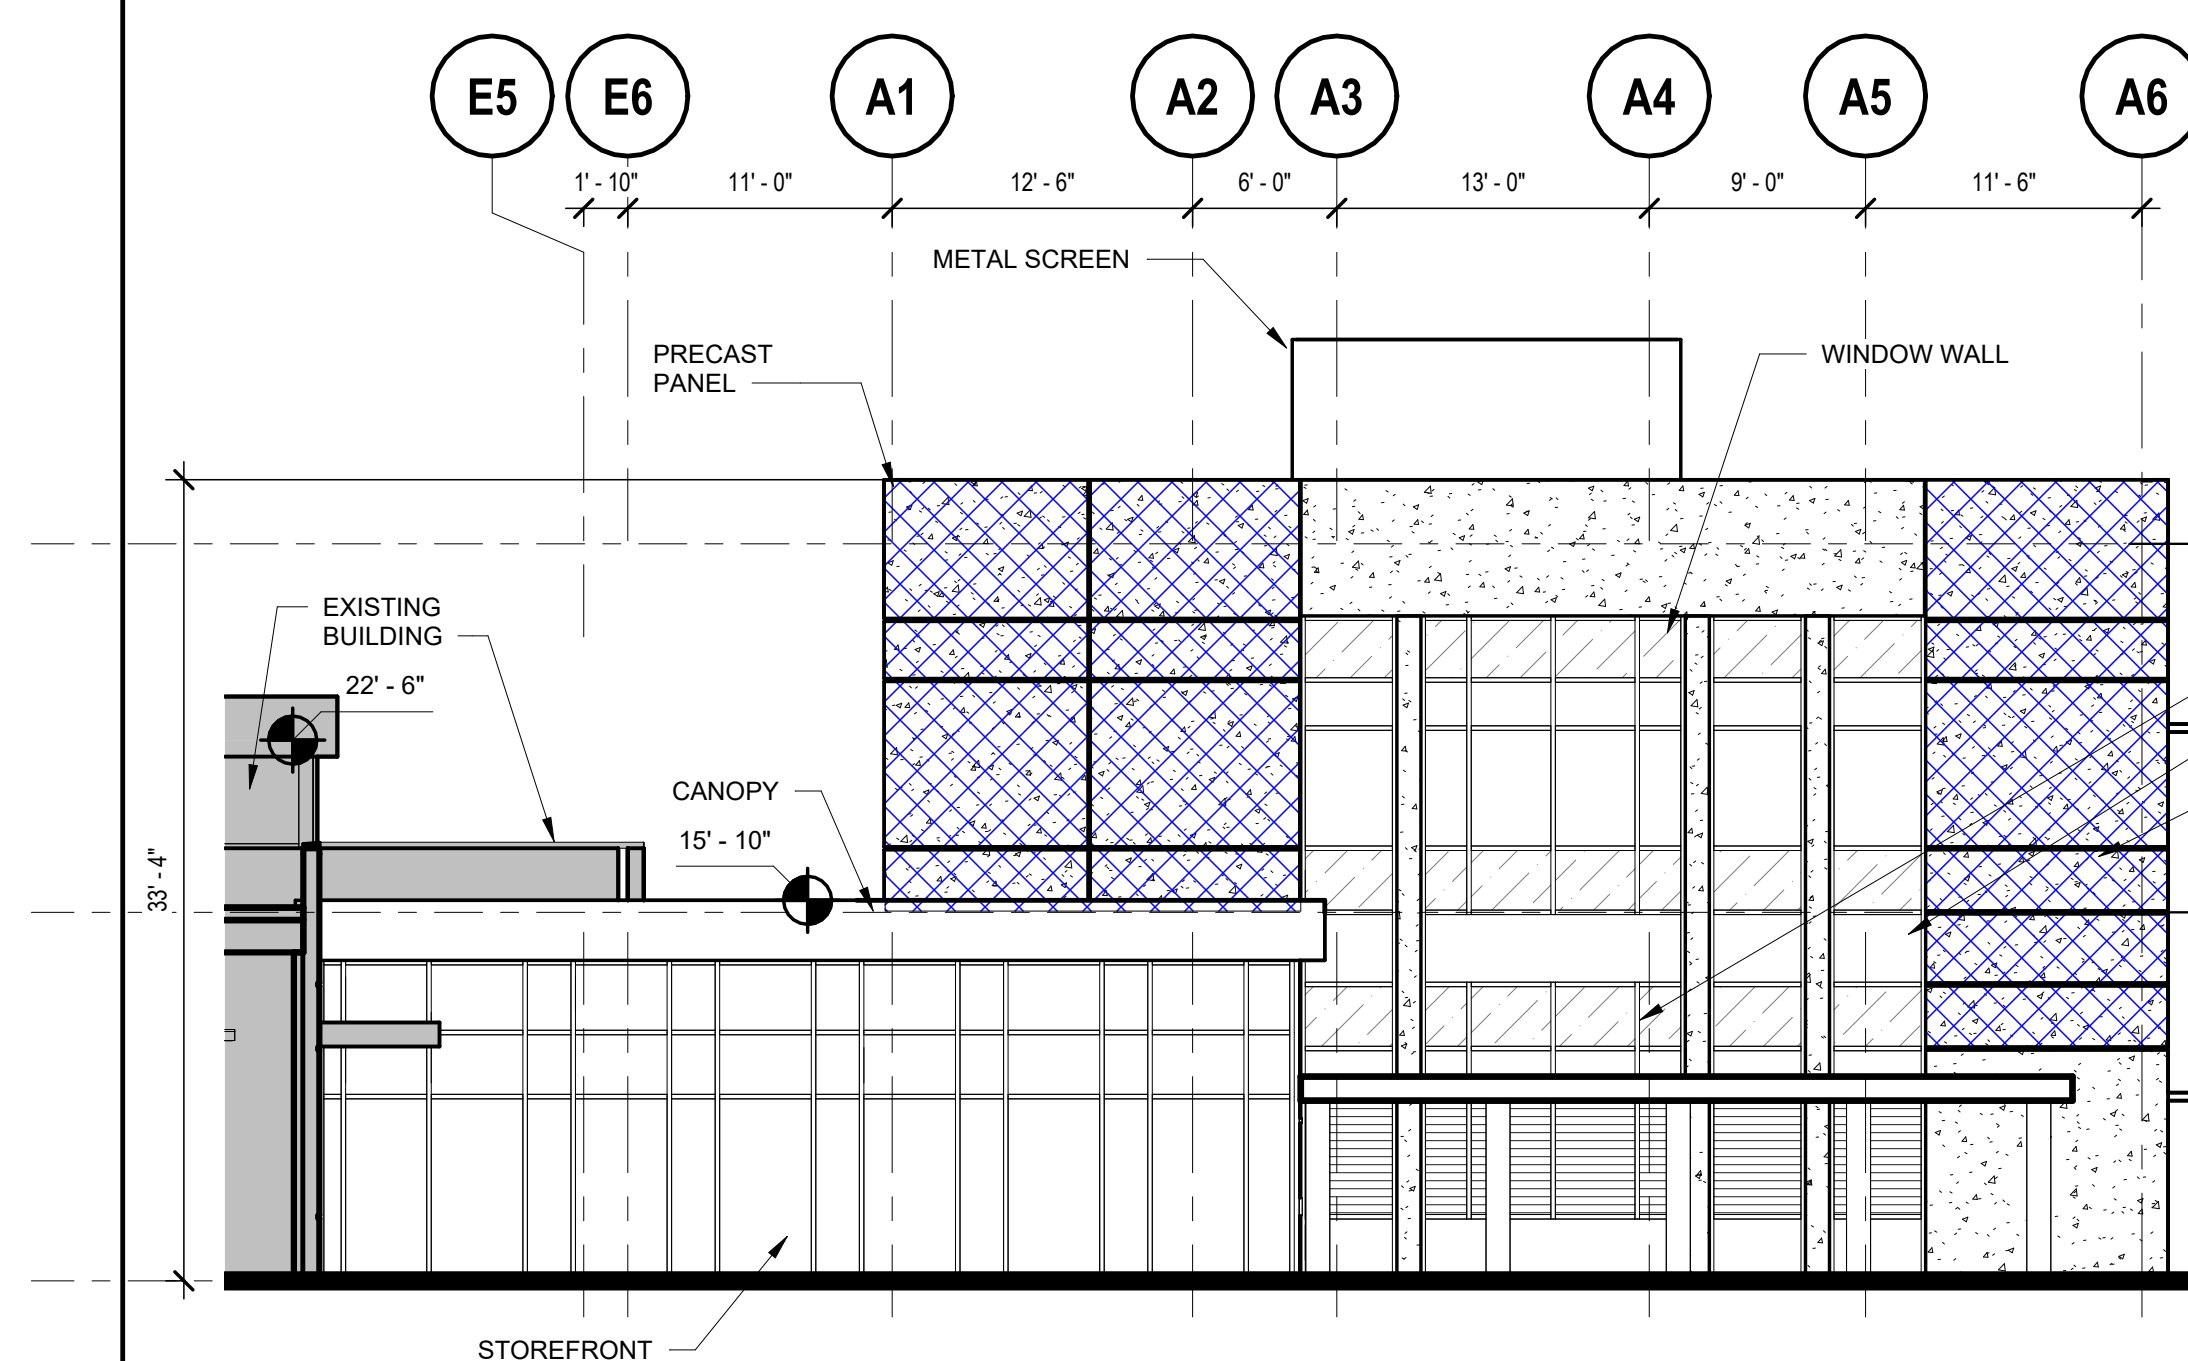 E5 E6 A1 A2 A3 A4 A5 A6
1' - 10" 11' - 0" 12' - 6" 6' - 0" 13' - 0" 9' - 0" 11' - 6"
METAL SCREEN
PRECAST
PANEL
WINDOW WALL
EXISTING
BUILDING
22' - 6"
CANOPY
15' - 10"
33' - 4"
STOREFRONT